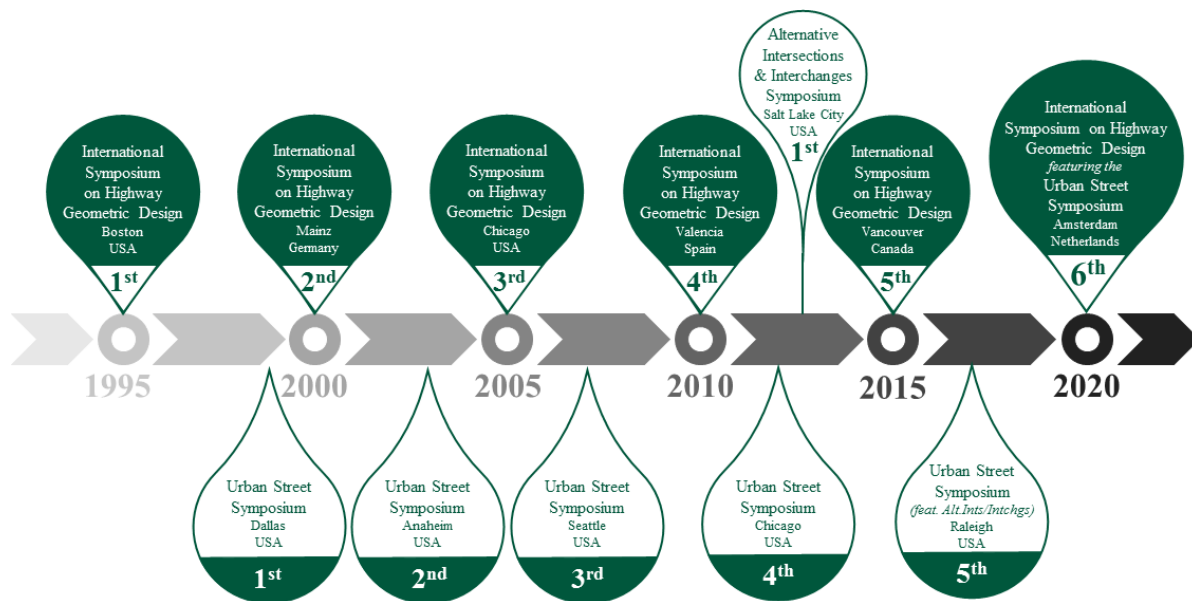 Alternative
Intersections
& Interchanges
Symposium
Salt Lake City
USA
1st
International
Symposium
on Highway
Geometric Design
Boston
USA
1st
International
Symposium
on Highway
Geometric Design
Mainz
Germany
2nd
International
Symposium
on Highway
Geometric Design
Chicago
USA
3rd
International
Symposium
on Highway
Geometric Design
Valencia
Spain
4th
International
Symposium
on Highway
Geometric Design
Vancouver
Canada
5th
International
Symposium on Highway
Geometric Design
featuring the
Urban Street
Symposium
Amsterdam
Netherlands
6th
1995
2000
2005
2010
2015
2020
Urban Street
Symposium
Dallas
USA
1st
Urban Street
Symposium
Anaheim
USA
2nd
Urban Street
Symposium
Seattle
USA
3rd
Urban Street
Symposium
Chicago
USA
4th
Urban Street
Symposium
(feat. Alt.Ints/Intchgs)
Raleigh
USA
5th